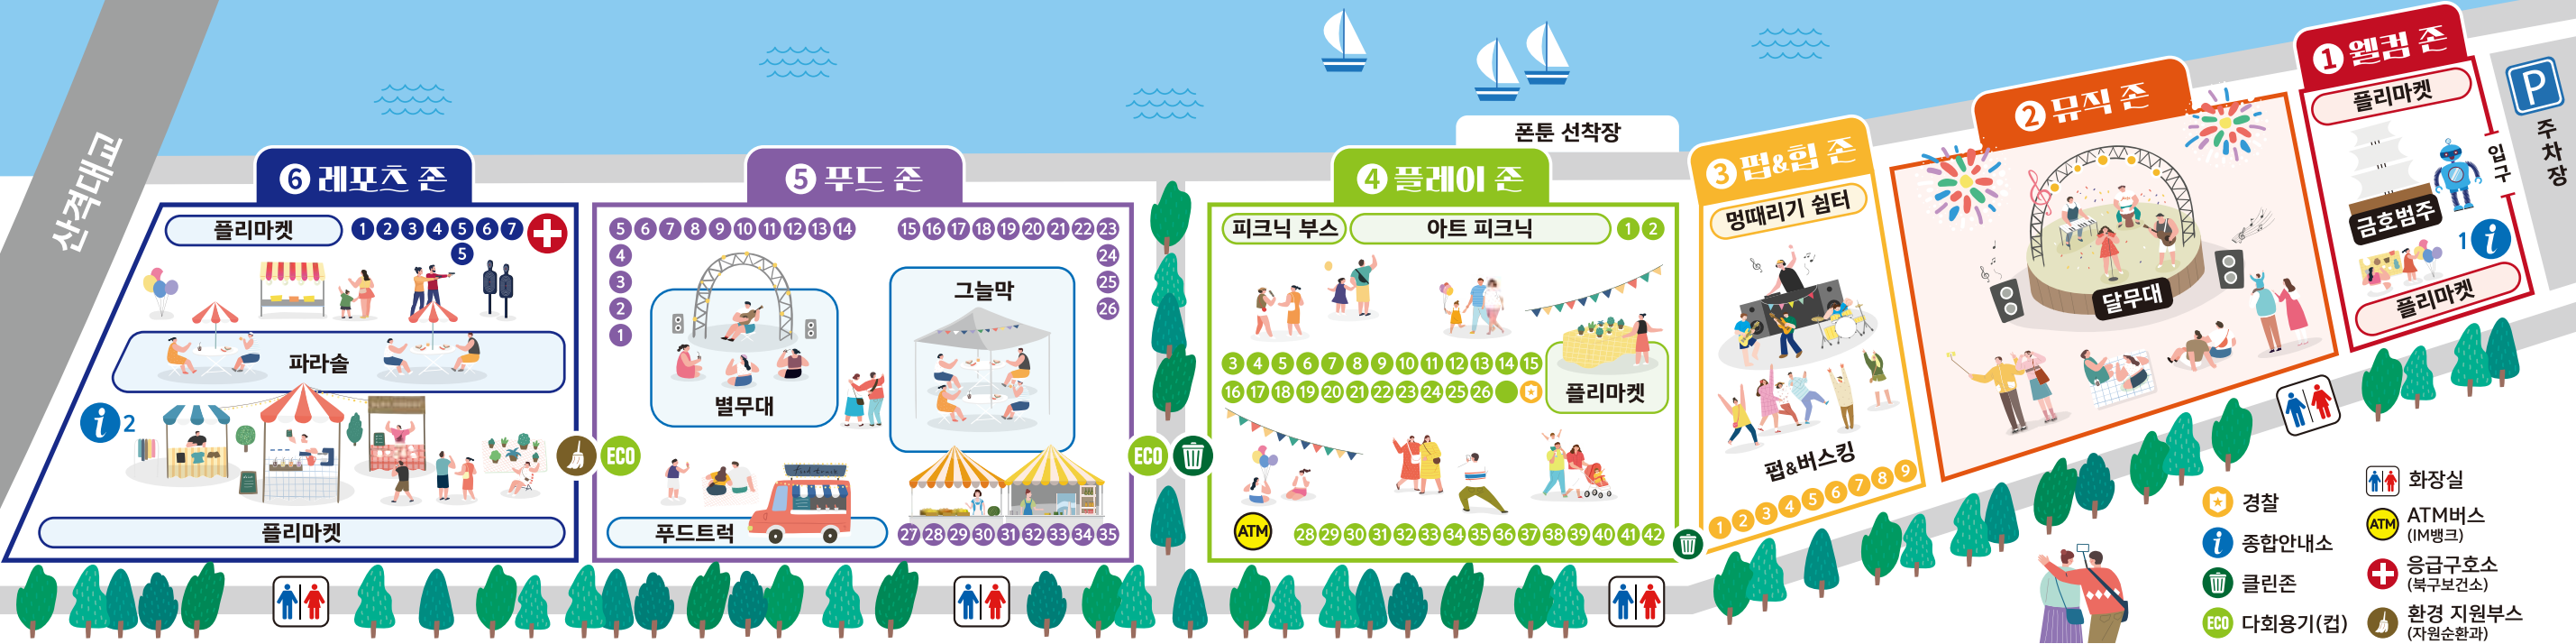 산격대교
6 레포츠 존
플리마켓
1 2 3 4 5 6 7
5
파라솔
i 2
플리마켓
5 푸드 존
5 6 7 8 9 10 11 12 13 14
15 16 17 18 19 20 21 22 23
4
3
2
1
24
25
26
별무대
그늘막
ECO
푸드트럭
27 28 29 30 31 32 33 34 35
ECO
폰툰 선착장
4 플레이 존
피크닉 부스
아트 피크닉
1 2
3 4 5 6 7 8 9 10 11 12 13 14 15
16 17 18 19 20 21 22 23 24 25 26
플리마켓
ATM
28 29 30 31 32 33 34 35 36 37 38 39 40 41 42
3 펍&힙 존
멍때리기 쉼터
펍&버스킹
1 2 3 4 5 6 7 8 9
2 뮤직 존
달무대
1 웰컴 존
플리마켓
금호범주
1 i
플리마켓
입구
P
주차장
경찰
i 종합안내소
클린존
ECO 다회용기(컵)
화장실
ATM ATM버스
(IM뱅크)
응급구호소
(북구보건소)
환경 지원부스
(자원순환과)